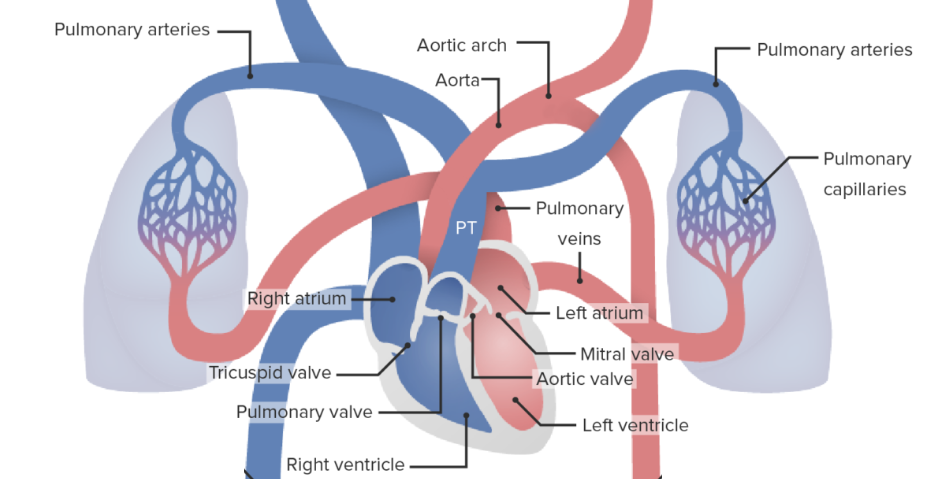 Pulmonary arteries
Aortic arch
Pulmonary arteries
Aorta
Pulmonary
capillaries
Pulmonary
veins
PT
Right atrium
Left atrium
Mitral valve
Tricuspid valve
Aortic valve
Pulmonary valve
Left ventricle
Right ventricle